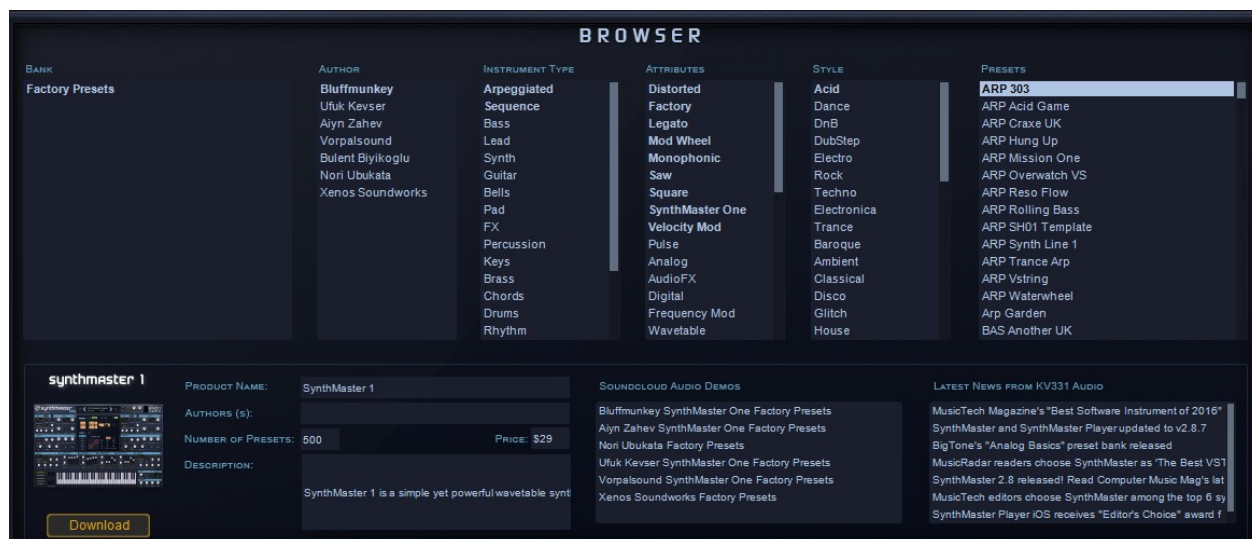 BROWSER
BANK
Factory Presets
AUTHOR
Bluffmunkey
Ufuk Kevser
Aiyn Zahev
Vorpalsound
Bulent Biyikoglu
Nori Ubukata
Xenos Soundworks
INSTRUMENT TYPE
Arpeggiated
Sequence
Bass
Lead
Synth
Guitar
Bells
Pad
FX
Percussion
Keys
Brass
Chords
Drums
Rhythm
ATTRIBUTES
Distorted
Factory
Legato
Mod Wheel
Monophonic
Saw
Square
SynthMaster One
Velocity Mod
Pulse
Analog
AudioFX
Digital
Frequency Mod
Wavetable
STYLE
Acid
Dance
DnB
DubStep
Electro
Rock
Techno
Electronica
Trance
Baroque
Ambient
Classical
Disco
Glitch
House
PRESETS
ARP 303
ARP Acid Game
ARP Craxe UK
ARP Hung Up
ARP Mission One
ARP Overwatch VS
ARP Reso Flow
ARP Rolling Bass
ARP SH01 Template
ARP Synth Line 1
ARP Trance Arp
ARP Vstring
ARP Waterwheel
Arp Garden
BAS Another UK
synthmaster 1
Download
PRODUCT NAME: SynthMaster 1
AUTHORS (S):
NUMBER OF PRESETS: 500 PRICE: $29
DESCRIPTION:
SynthMaster 1 is a simple yet powerful wavetable synt
SOUNDCLOUD AUDIO DEMOS
Bluffmunkey SynthMaster One Factory Presets
Aiyn Zahev SynthMaster One Factory Presets
Nori Ubukata Factory Presets
Ufuk Kevser SynthMaster One Factory Presets
Vorpalsound SynthMaster One Factory Presets
Xenos Soundworks Factory Presets
LATEST NEWS FROM KV331 AUDIO
MusicTech Magazine's "Best Software Instrument of 2016"
SynthMaster and SynthMaster Player updated to v2.8.7
BigTone's "Analog Basics" preset bank released
MusicRadar readers choose SynthMaster as 'The Best VST
SynthMaster 2.8 released! Read Computer Music Mag's lat
MusicTech editors choose SynthMaster among the top 6 sy
SynthMaster Player iOS receives "Editor's Choice" award f